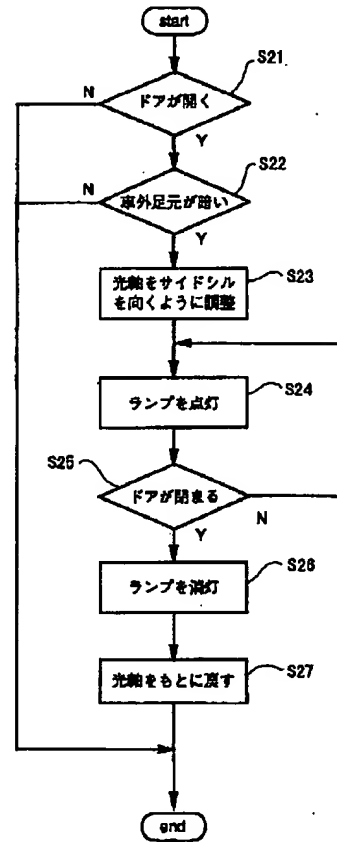 start
S21
N
ドアが開く
Y
S22
N
車外足元が暗い
Y
光軸をサイドシル
を向くように調整
S23
ランプを点灯
S24
S25
ドアが閉まる
N
Y
ランプを消灯
S26
光軸をもとに戻す
S27
end